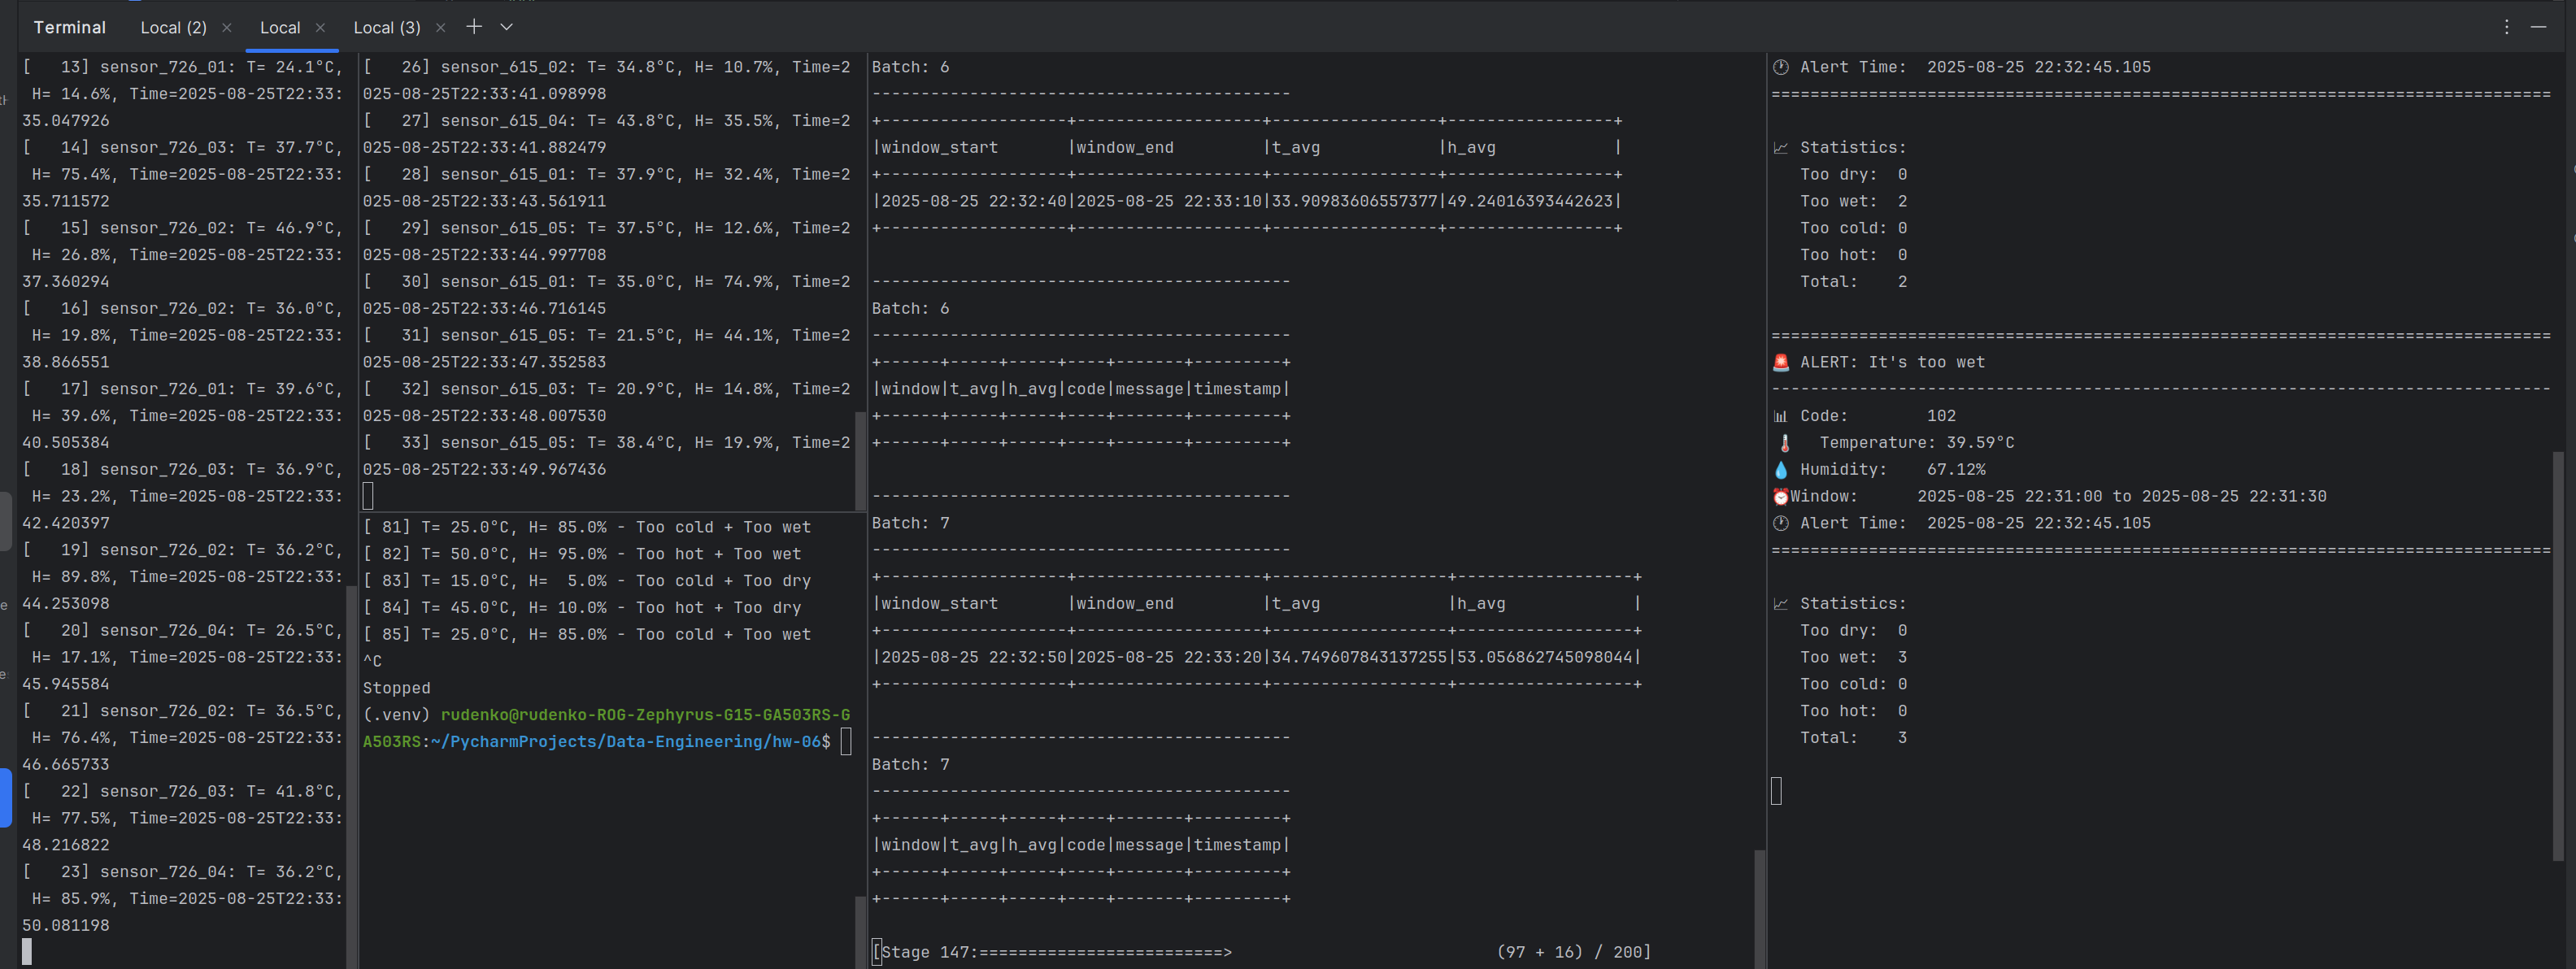 Terminal Local (2) × Local × Local (3) ×
[   13] sensor_726_01: T= 24.1°C,
 H= 14.6%, Time=2025-08-25T22:33:
35.047926
[   14] sensor_726_03: T= 37.7°C,
 H= 75.4%, Time=2025-08-25T22:33:
35.711572
[   15] sensor_726_02: T= 46.9°C,
 H= 26.8%, Time=2025-08-25T22:33:
37.360294
[   16] sensor_726_02: T= 36.0°C,
 H= 19.8%, Time=2025-08-25T22:33:
38.866551
[   17] sensor_726_01: T= 39.6°C,
 H= 39.6%, Time=2025-08-25T22:33:
40.505384
[   18] sensor_726_03: T= 36.9°C,
 H= 23.2%, Time=2025-08-25T22:33:
42.420397
[   19] sensor_726_02: T= 36.2°C,
 H= 89.8%, Time=2025-08-25T22:33:
44.253098
[   20] sensor_726_04: T= 26.5°C,
 H= 17.1%, Time=2025-08-25T22:33:
45.945584
[   21] sensor_726_02: T= 36.5°C,
 H= 76.4%, Time=2025-08-25T22:33:
46.665733
[   22] sensor_726_03: T= 41.8°C,
 H= 77.5%, Time=2025-08-25T22:33:
48.216822
[   23] sensor_726_04: T= 36.2°C,
 H= 85.9%, Time=2025-08-25T22:33:
50.081198
[   26] sensor_615_02: T= 34.8°C, H= 10.7%, Time=2
025-08-25T22:33:41.098998
[   27] sensor_615_04: T= 43.8°C, H= 35.5%, Time=2
025-08-25T22:33:41.882479
[   28] sensor_615_01: T= 37.9°C, H= 32.4%, Time=2
025-08-25T22:33:43.561911
[   29] sensor_615_05: T= 37.5°C, H= 12.6%, Time=2
025-08-25T22:33:44.997708
[   30] sensor_615_01: T= 35.0°C, H= 74.9%, Time=2
025-08-25T22:33:46.716145
[   31] sensor_615_05: T= 21.5°C, H= 44.1%, Time=2
025-08-25T22:33:47.352583
[   32] sensor_615_03: T= 20.9°C, H= 14.8%, Time=2
025-08-25T22:33:48.007530
[   33] sensor_615_05: T= 38.4°C, H= 19.9%, Time=2
025-08-25T22:33:49.967436
[ 81] T= 25.0°C, H= 85.0% - Too cold + Too wet
[ 82] T= 50.0°C, H= 95.0% - Too hot + Too wet
[ 83] T= 15.0°C, H=  5.0% - Too cold + Too dry
[ 84] T= 45.0°C, H= 10.0% - Too hot + Too dry
[ 85] T= 25.0°C, H= 85.0% - Too cold + Too wet
^C
Stopped
(.venv) rudenko@rudenko-ROG-Zephyrus-G15-GA503RS-G
A503RS:~/PycharmProjects/Data-Engineering/hw-06$
Batch: 6
-------------------------------------------
+-------------------+-------------------+-----------------+-----------------+
|window_start       |window_end         |t_avg            |h_avg            |
+-------------------+-------------------+-----------------+-----------------+
|2025-08-25 22:32:40|2025-08-25 22:33:10|33.90983606557377|49.24016393442623|
+-------------------+-------------------+-----------------+-----------------+
-------------------------------------------
Batch: 6
-------------------------------------------
+------+-----+-----+----+-------+---------+
|window|t_avg|h_avg|code|message|timestamp|
+------+-----+-----+----+-------+---------+
+------+-----+-----+----+-------+---------+
-------------------------------------------
Batch: 7
-------------------------------------------
+-------------------+-------------------+------------------+------------------+
|window_start       |window_end         |t_avg             |h_avg             |
+-------------------+-------------------+------------------+------------------+
|2025-08-25 22:32:50|2025-08-25 22:33:20|34.749607843137255|53.056862745098044|
+-------------------+-------------------+------------------+------------------+
-------------------------------------------
Batch: 7
-------------------------------------------
+------+-----+-----+----+-------+---------+
|window|t_avg|h_avg|code|message|timestamp|
+------+-----+-----+----+-------+---------+
+------+-----+-----+----+-------+---------+
[Stage 147:=========================>                           (97 + 16) / 200]
🕐 Alert Time:  2025-08-25 22:32:45.105
================================================================================
📈 Statistics:
   Too dry:  0
   Too wet:  2
   Too cold: 0
   Too hot:  0
   Total:    2
================================================================================
🚨 ALERT: It's too wet
--------------------------------------------------------------------------------
📊 Code:        102
🌡️  Temperature: 39.59°C
💧 Humidity:    67.12%
⏰Window:      2025-08-25 22:31:00 to 2025-08-25 22:31:30
🕐 Alert Time:  2025-08-25 22:32:45.105
================================================================================
📈 Statistics:
   Too dry:  0
   Too wet:  3
   Too cold: 0
   Too hot:  0
   Total:    3